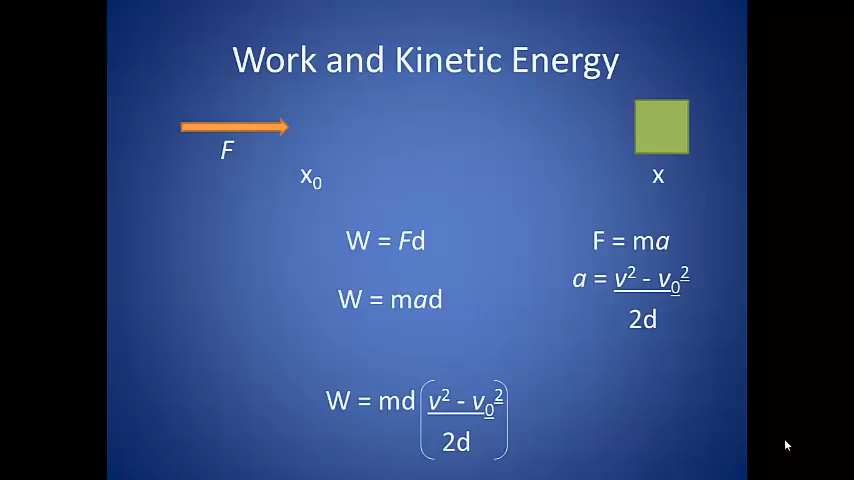 Work and Kinetic Energy
F
x₀
x
W = Fd
F = ma
a = v² - v₀²
2d
W = mad
W = md (v² - v₀²)
2d